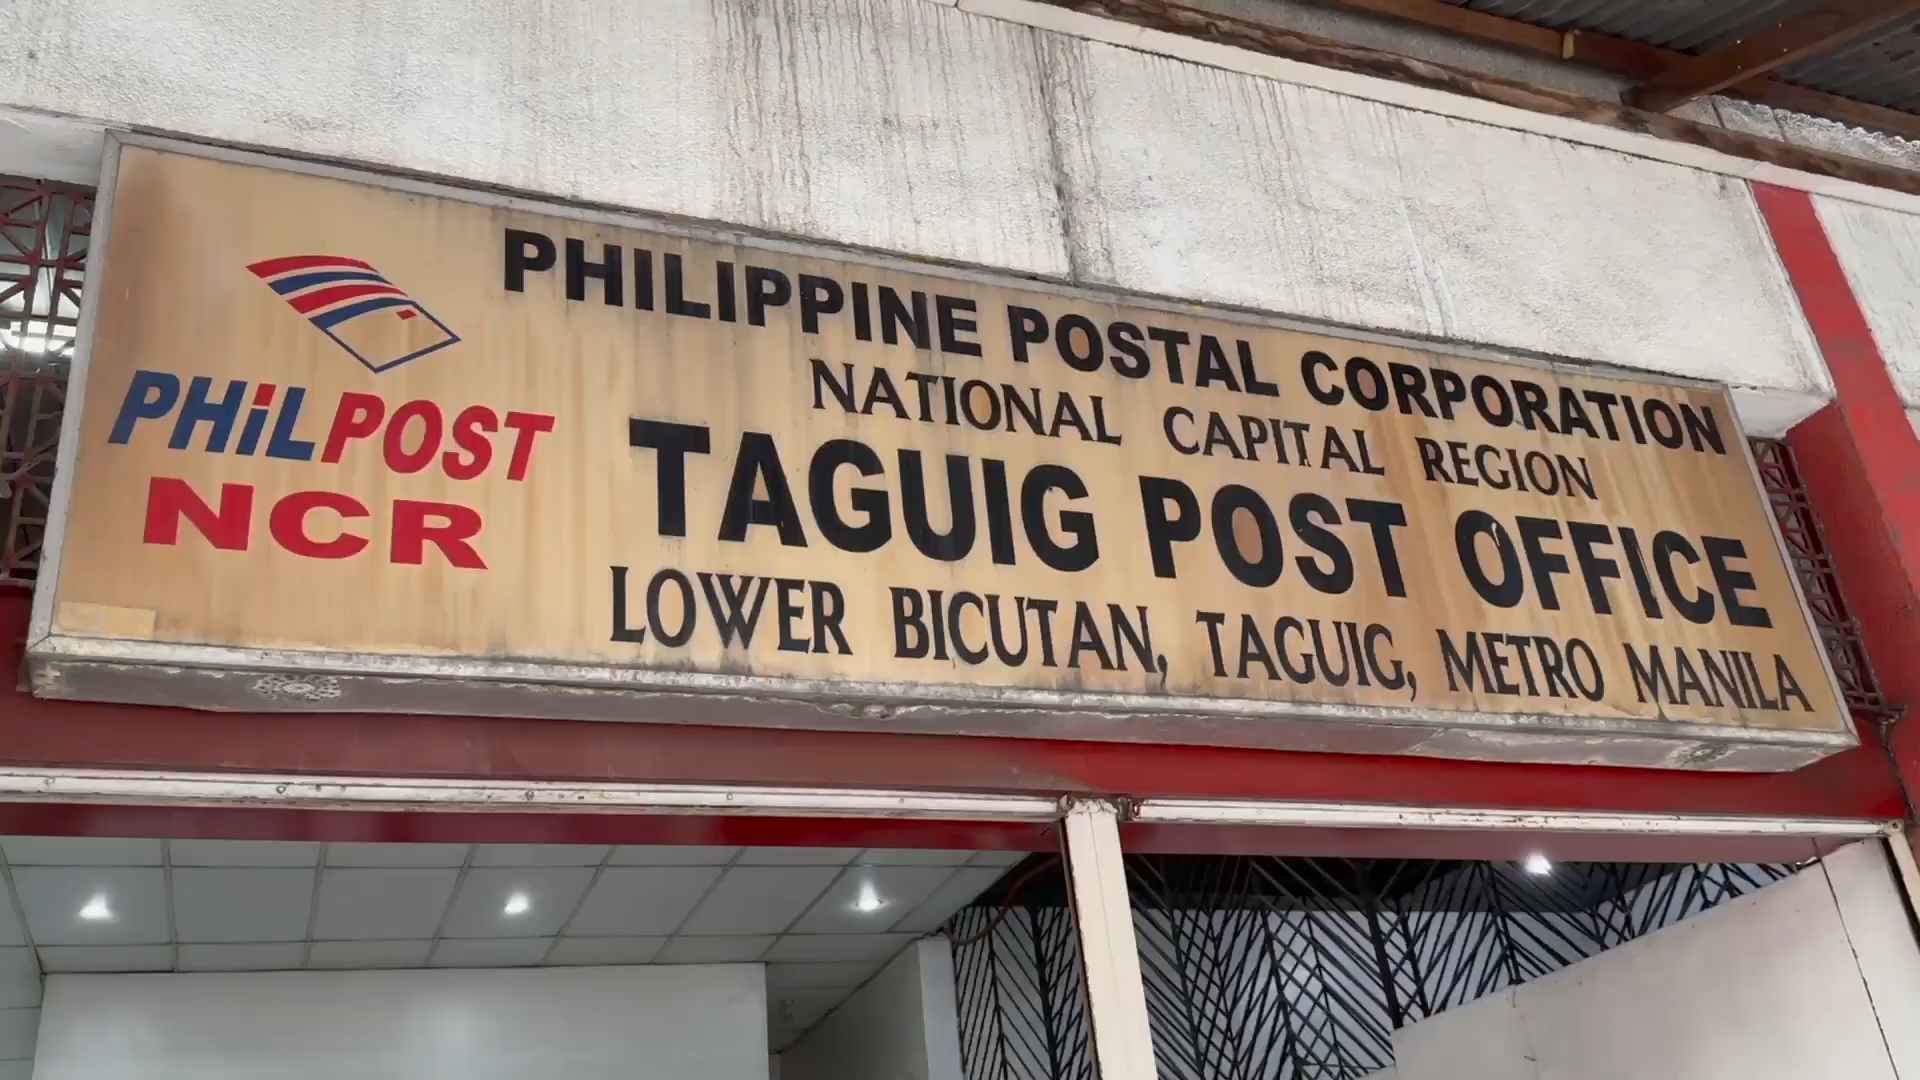 PHiLPOST
NCR
PHILIPPINE POSTAL CORPORATION
NATIONAL CAPITAL REGION
TAGUIG POST OFFICE
LOWER BICUTAN, TAGUIG, METRO MANILA